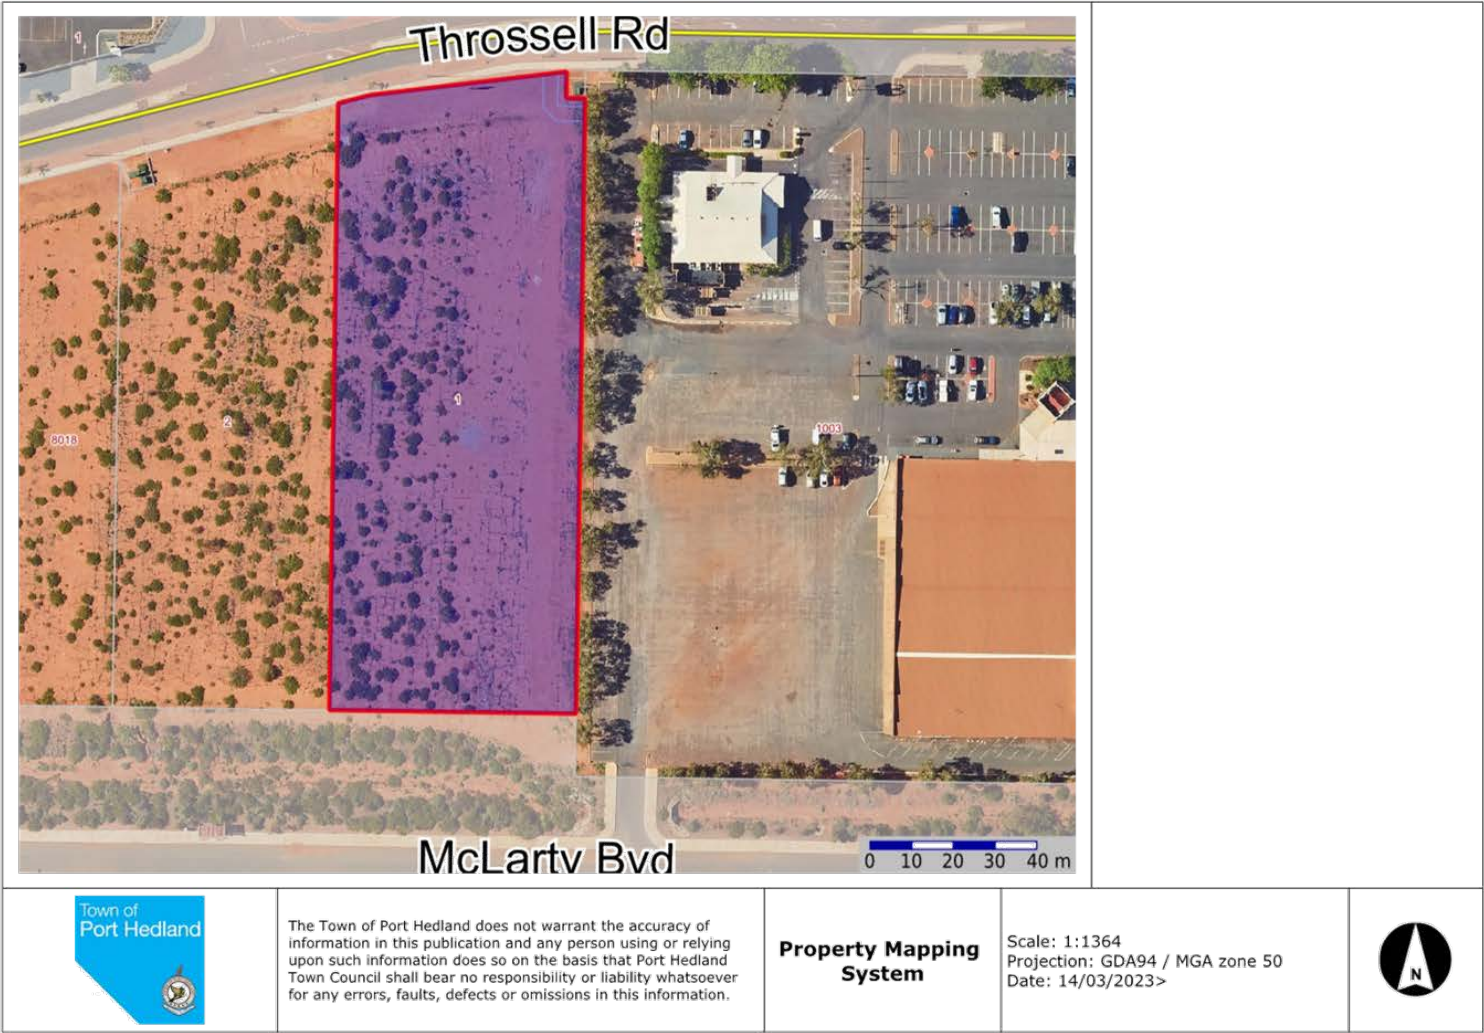 1
Throssell Rd
1
2
8018
1003
McLarty Bvd
0 10 20 30 40 m
Town of
Port Hedland
The Town of Port Hedland does not warrant the accuracy of
information in this publication and any person using or relying
upon such information does so on the basis that Port Hedland
Town Council shall bear no responsibility or liability whatsoever
for any errors, faults, defects or omissions in this information.
Property Mapping
System
Scale: 1:1364
Projection: GDA94 / MGA zone 50
Date: 14/03/2023>
N